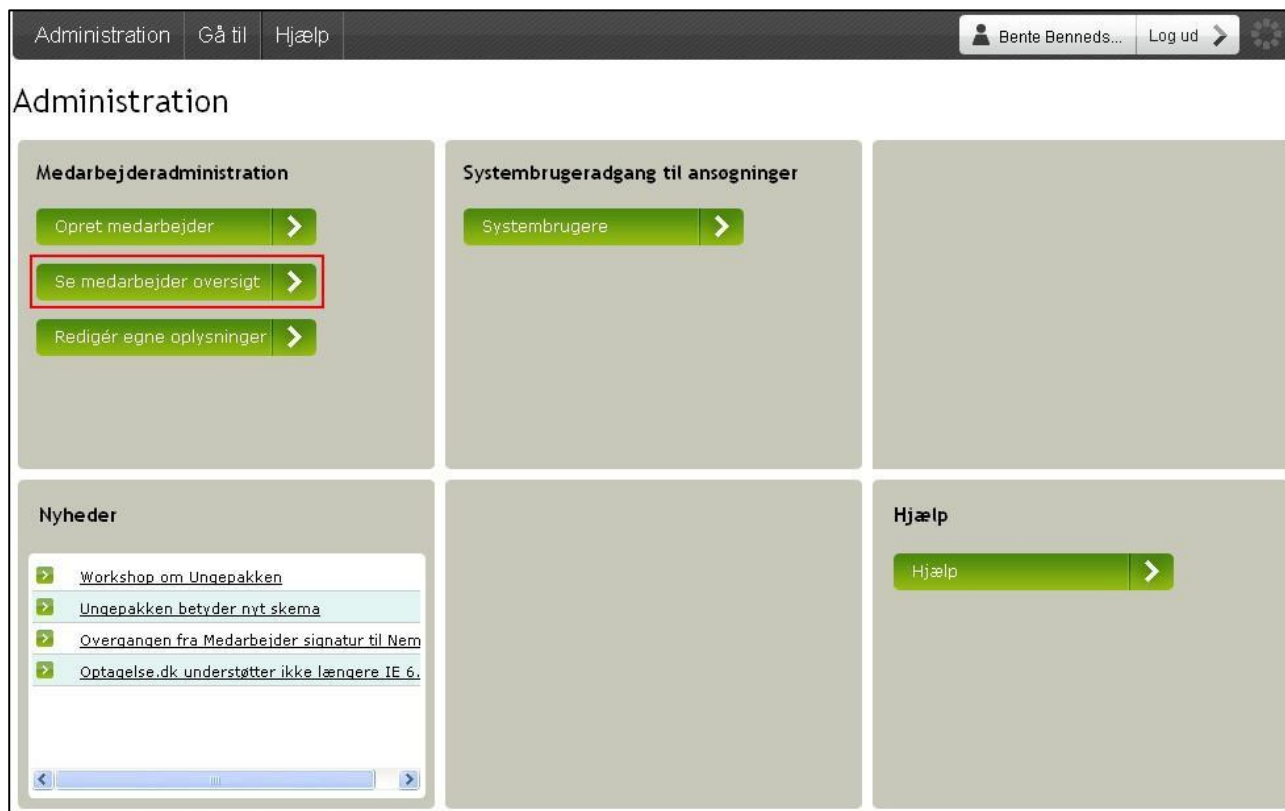 Administration Gå til Hjælp Bente Benneds... Log ud
Administration
Medarbejderadministration
Opret medarbejder
Se medarbejder oversigt
Redigér egne oplysninger
Systembrugeradgang til ansøgninger
Systembrugere
Nyheder
Workshop om Ungepakken
Ungepakken betyder nyt skema
Overgangen fra Medarbejder signatur til Nem
Optagelse.dk understøtter ikke længere IE 6.
Hjælp
Hjælp